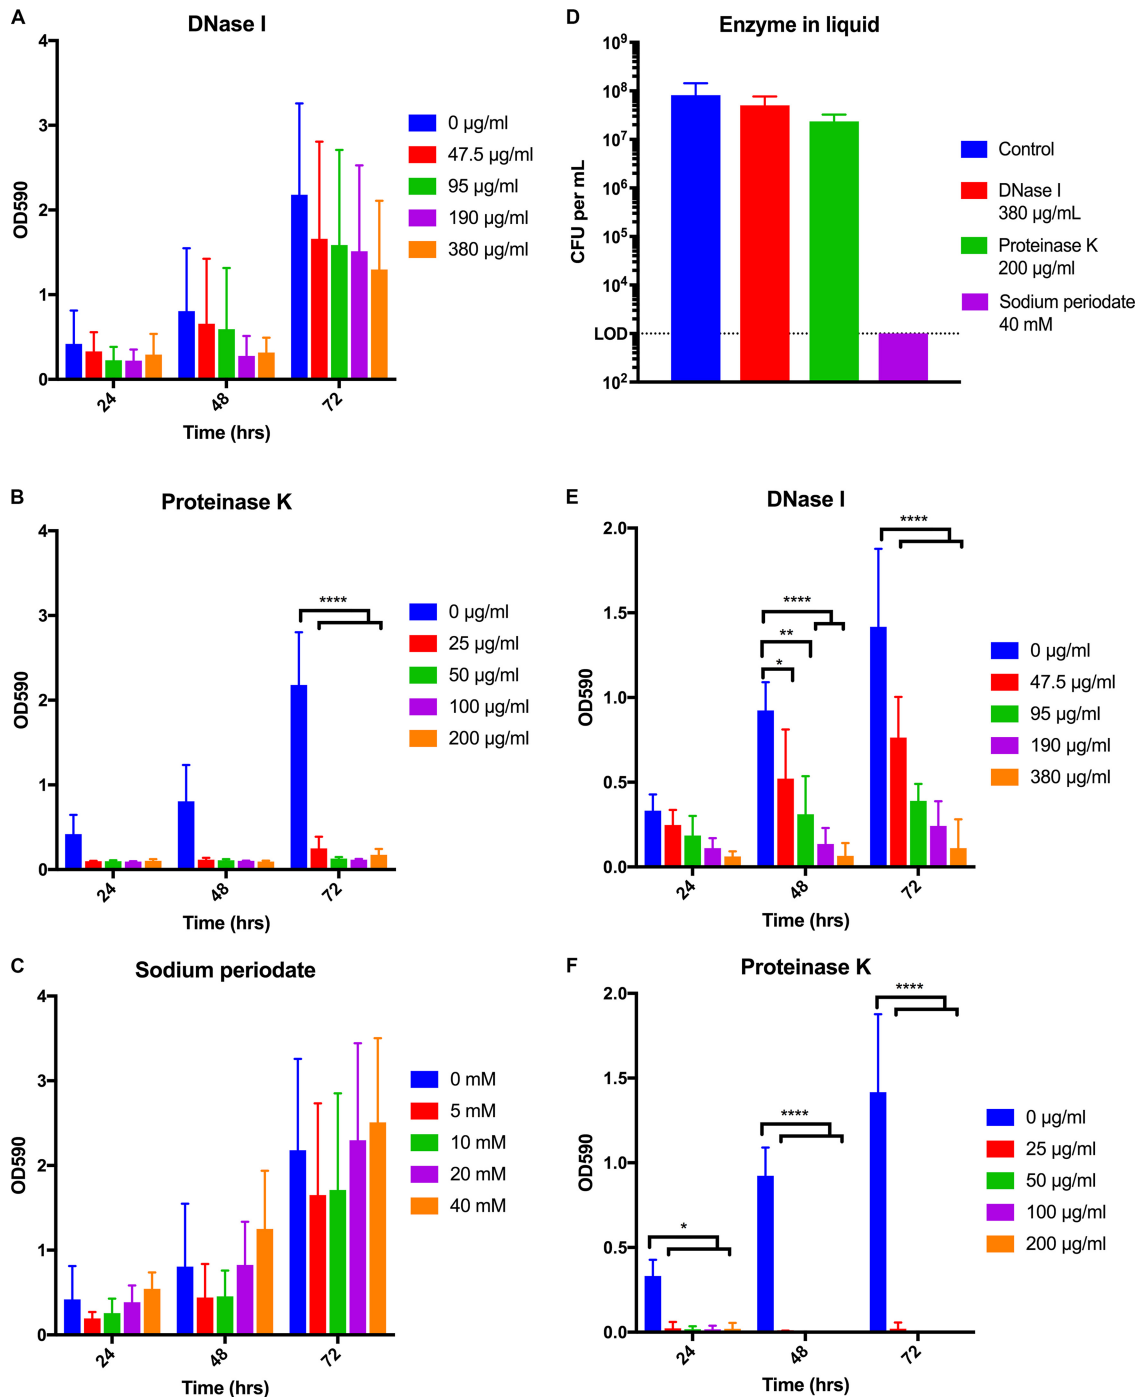 A
DNase I
4
3
2
1
0
OD590
24
48
72
Time (hrs)
0 µg/ml
47.5 µg/ml
95 µg/ml
190 µg/ml
380 µg/ml
D
Enzyme in liquid
10⁹
10⁸
10⁷
10⁶
10⁵
10⁴
LOD
10²
CFU per mL
Control
DNase I
380 µg/mL
Proteinase K
200 µg/ml
Sodium periodate
40 mM
B
Proteinase K
4
3
2
1
0
OD590
****
24
48
72
Time (hrs)
0 µg/ml
25 µg/ml
50 µg/ml
100 µg/ml
200 µg/ml
E
DNase I
2.0
1.5
1.0
0.5
0.0
OD590
****
****
**
*
24
48
72
Time (hrs)
0 µg/ml
47.5 µg/ml
95 µg/ml
190 µg/ml
380 µg/ml
C
Sodium periodate
4
3
2
1
0
OD590
24
48
72
Time (hrs)
0 mM
5 mM
10 mM
20 mM
40 mM
F
Proteinase K
2.0
1.5
1.0
0.5
0.0
OD590
****
****
*
24
48
72
Time (hrs)
0 µg/ml
25 µg/ml
50 µg/ml
100 µg/ml
200 µg/ml